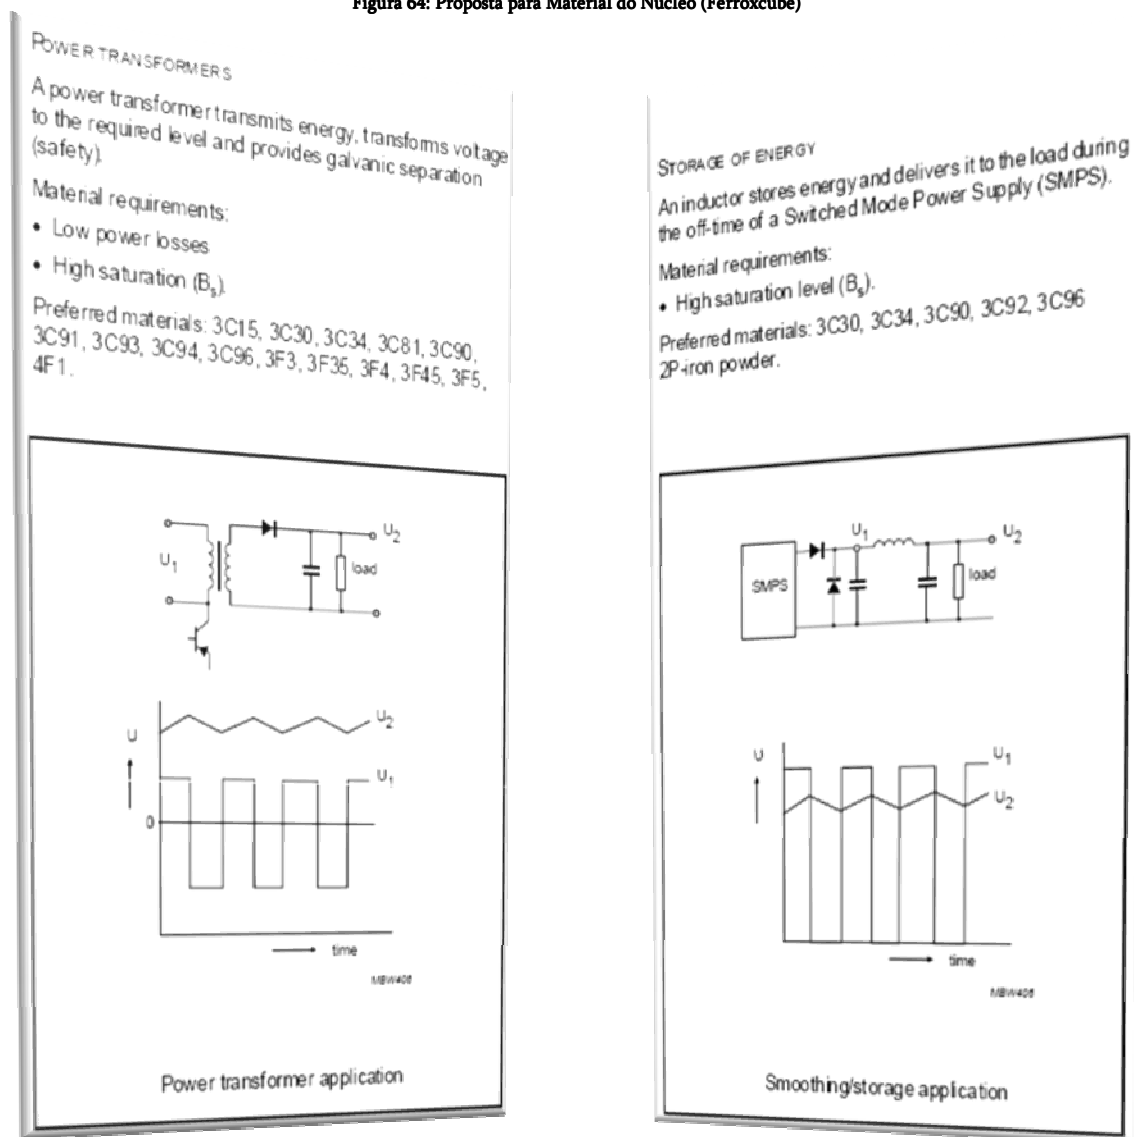 Figura 64: Proposta para Material do Núcleo (Ferroxcube)
POWER TRANSFORMERS
A power transformer transmits energy, transforms voltage
to the required level and provides galvanic separation
(safety).
Material requirements:
• Low power losses
• High saturation (Bs).
Preferred materials: 3C15, 3C30, 3C34, 3C81, 3C90,
3C91, 3C93, 3C94, 3C96, 3F3, 3F35, 3F4, 3F45, 3F5,
4F1.
U1
U2
load
U
U2
U1
0
time
Power transformer application
STORAGE OF ENERGY
An inductor stores energy and delivers it to the load during
the off-time of a Switched Mode Power Supply (SMPS).
Material requirements:
• High saturation level (Bs).
Preferred materials: 3C30, 3C34, 3C90, 3C92, 3C96
2P-iron powder.
SMPS
U1
U2
load
U
U1
U2
time
Smoothing/storage application